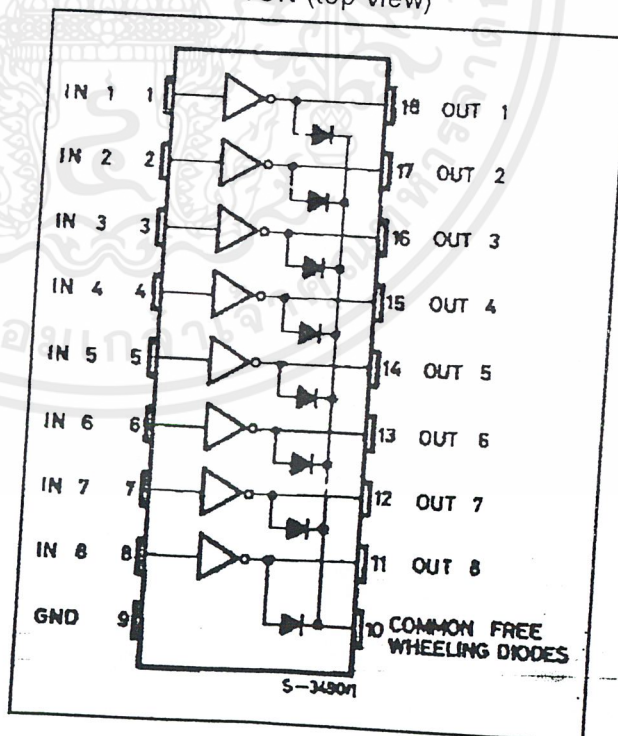 (top view)
IN 1 1 18 OUT 1
IN 2 2 17 OUT 2
IN 3 3 16 OUT 3
IN 4 4 15 OUT 4
IN 5 5 14 OUT 5
IN 6 6 13 OUT 6
IN 7 7 12 OUT 7
IN 8 8 11 OUT 8
GND 9 10 COMMON FREE
WHEELING DIODES